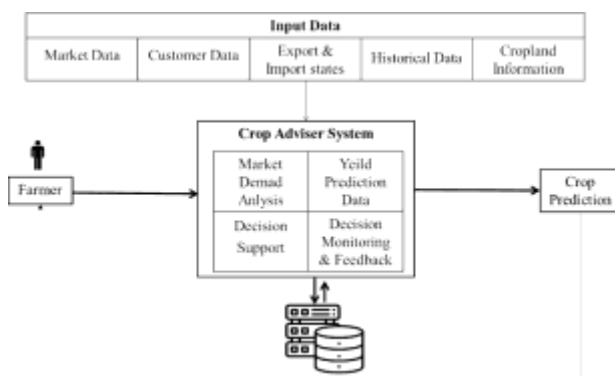 Input Data
Market Data
Customer Data
Export &
Import states
Historical Data
Cropland
Information
Crop Adviser System
Market
Demad
Anlysis
Yeild
Prediction
Data
Decision
Support
Decision
Monitoring
& Feedback
Farmer
Crop
Prediction